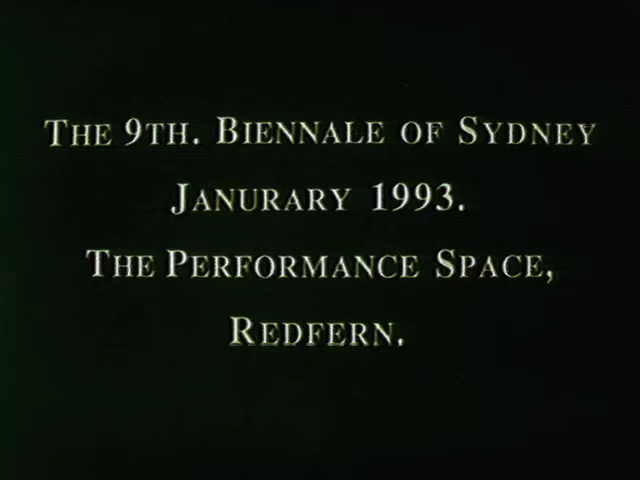 THE 9TH. BIENNALE OF SYDNEY
JANURARY 1993.
THE PERFORMANCE SPACE,
REDFERN.